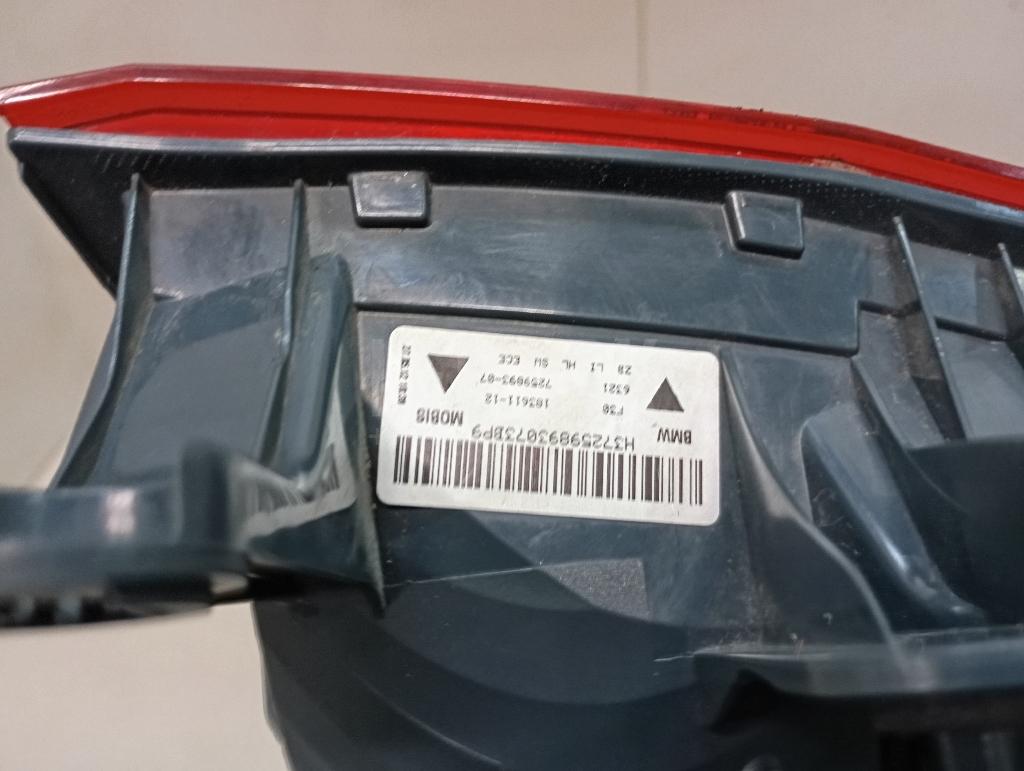 H37259893073BP9
BMW MOBIS
F30 183611-12
6321 7259893-07
ZB LI HL SW ECE